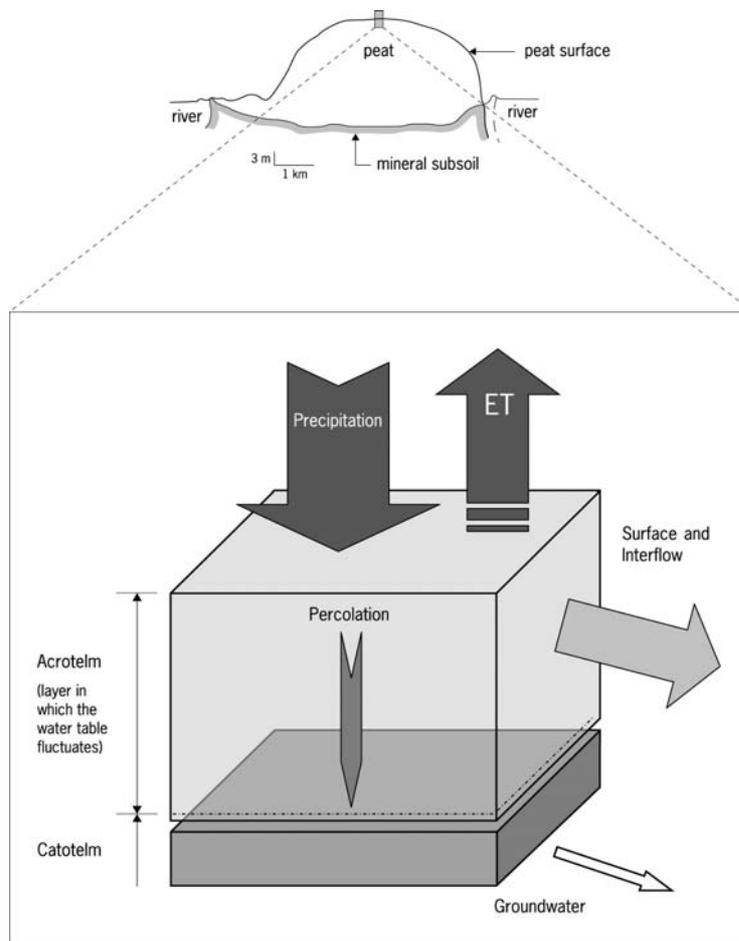 peat
peat surface
river
river
3 m
1 km
mineral subsoil
Precipitation
ET
Surface and
Interflow
Percolation
Acrotelm
(layer in
which the
water table
fluctuates)
Catotelm
Groundwater